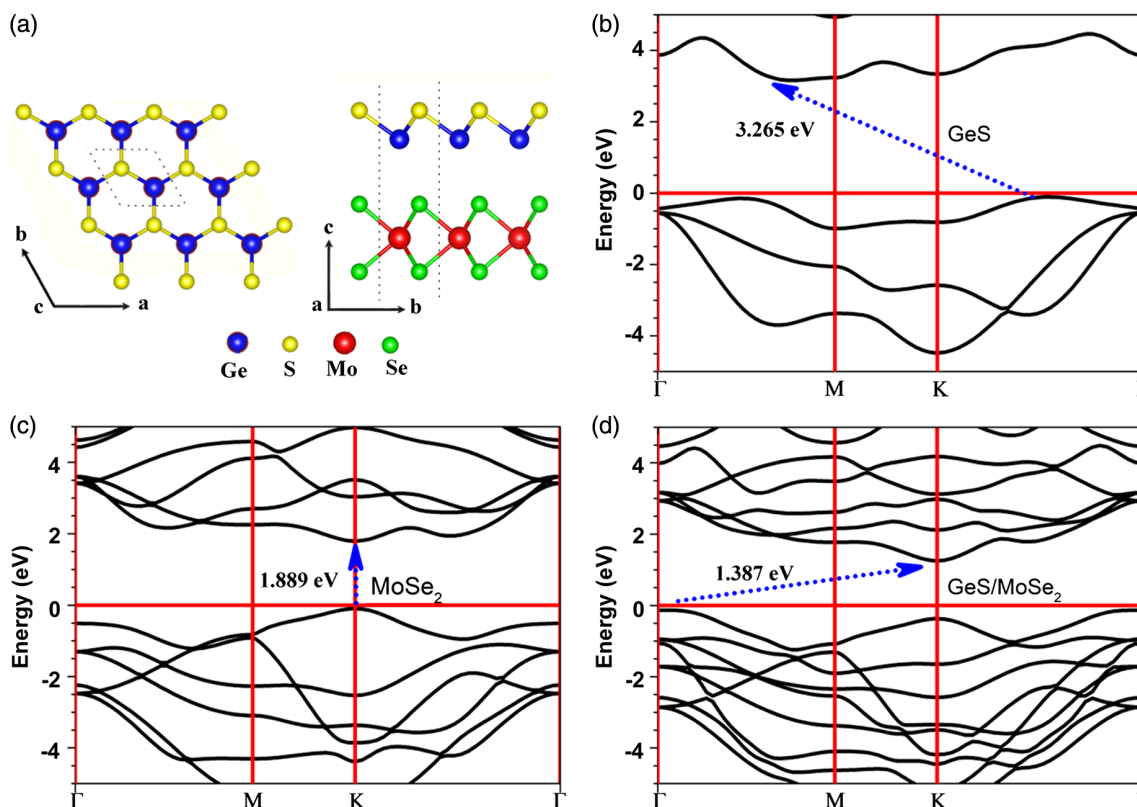 (a)
b
c
a
c
a
b
Ge
S
Mo
Se
(b)
Energy (eV)
4
2
0
-2
-4
3.265 eV
GeS
Γ
M
K
(c)
Energy (eV)
4
2
0
-2
-4
1.889 eV
MoSe₂
Γ
M
K
Γ
(d)
Energy (eV)
4
2
0
-2
-4
1.387 eV
GeS/MoSe₂
Γ
M
K